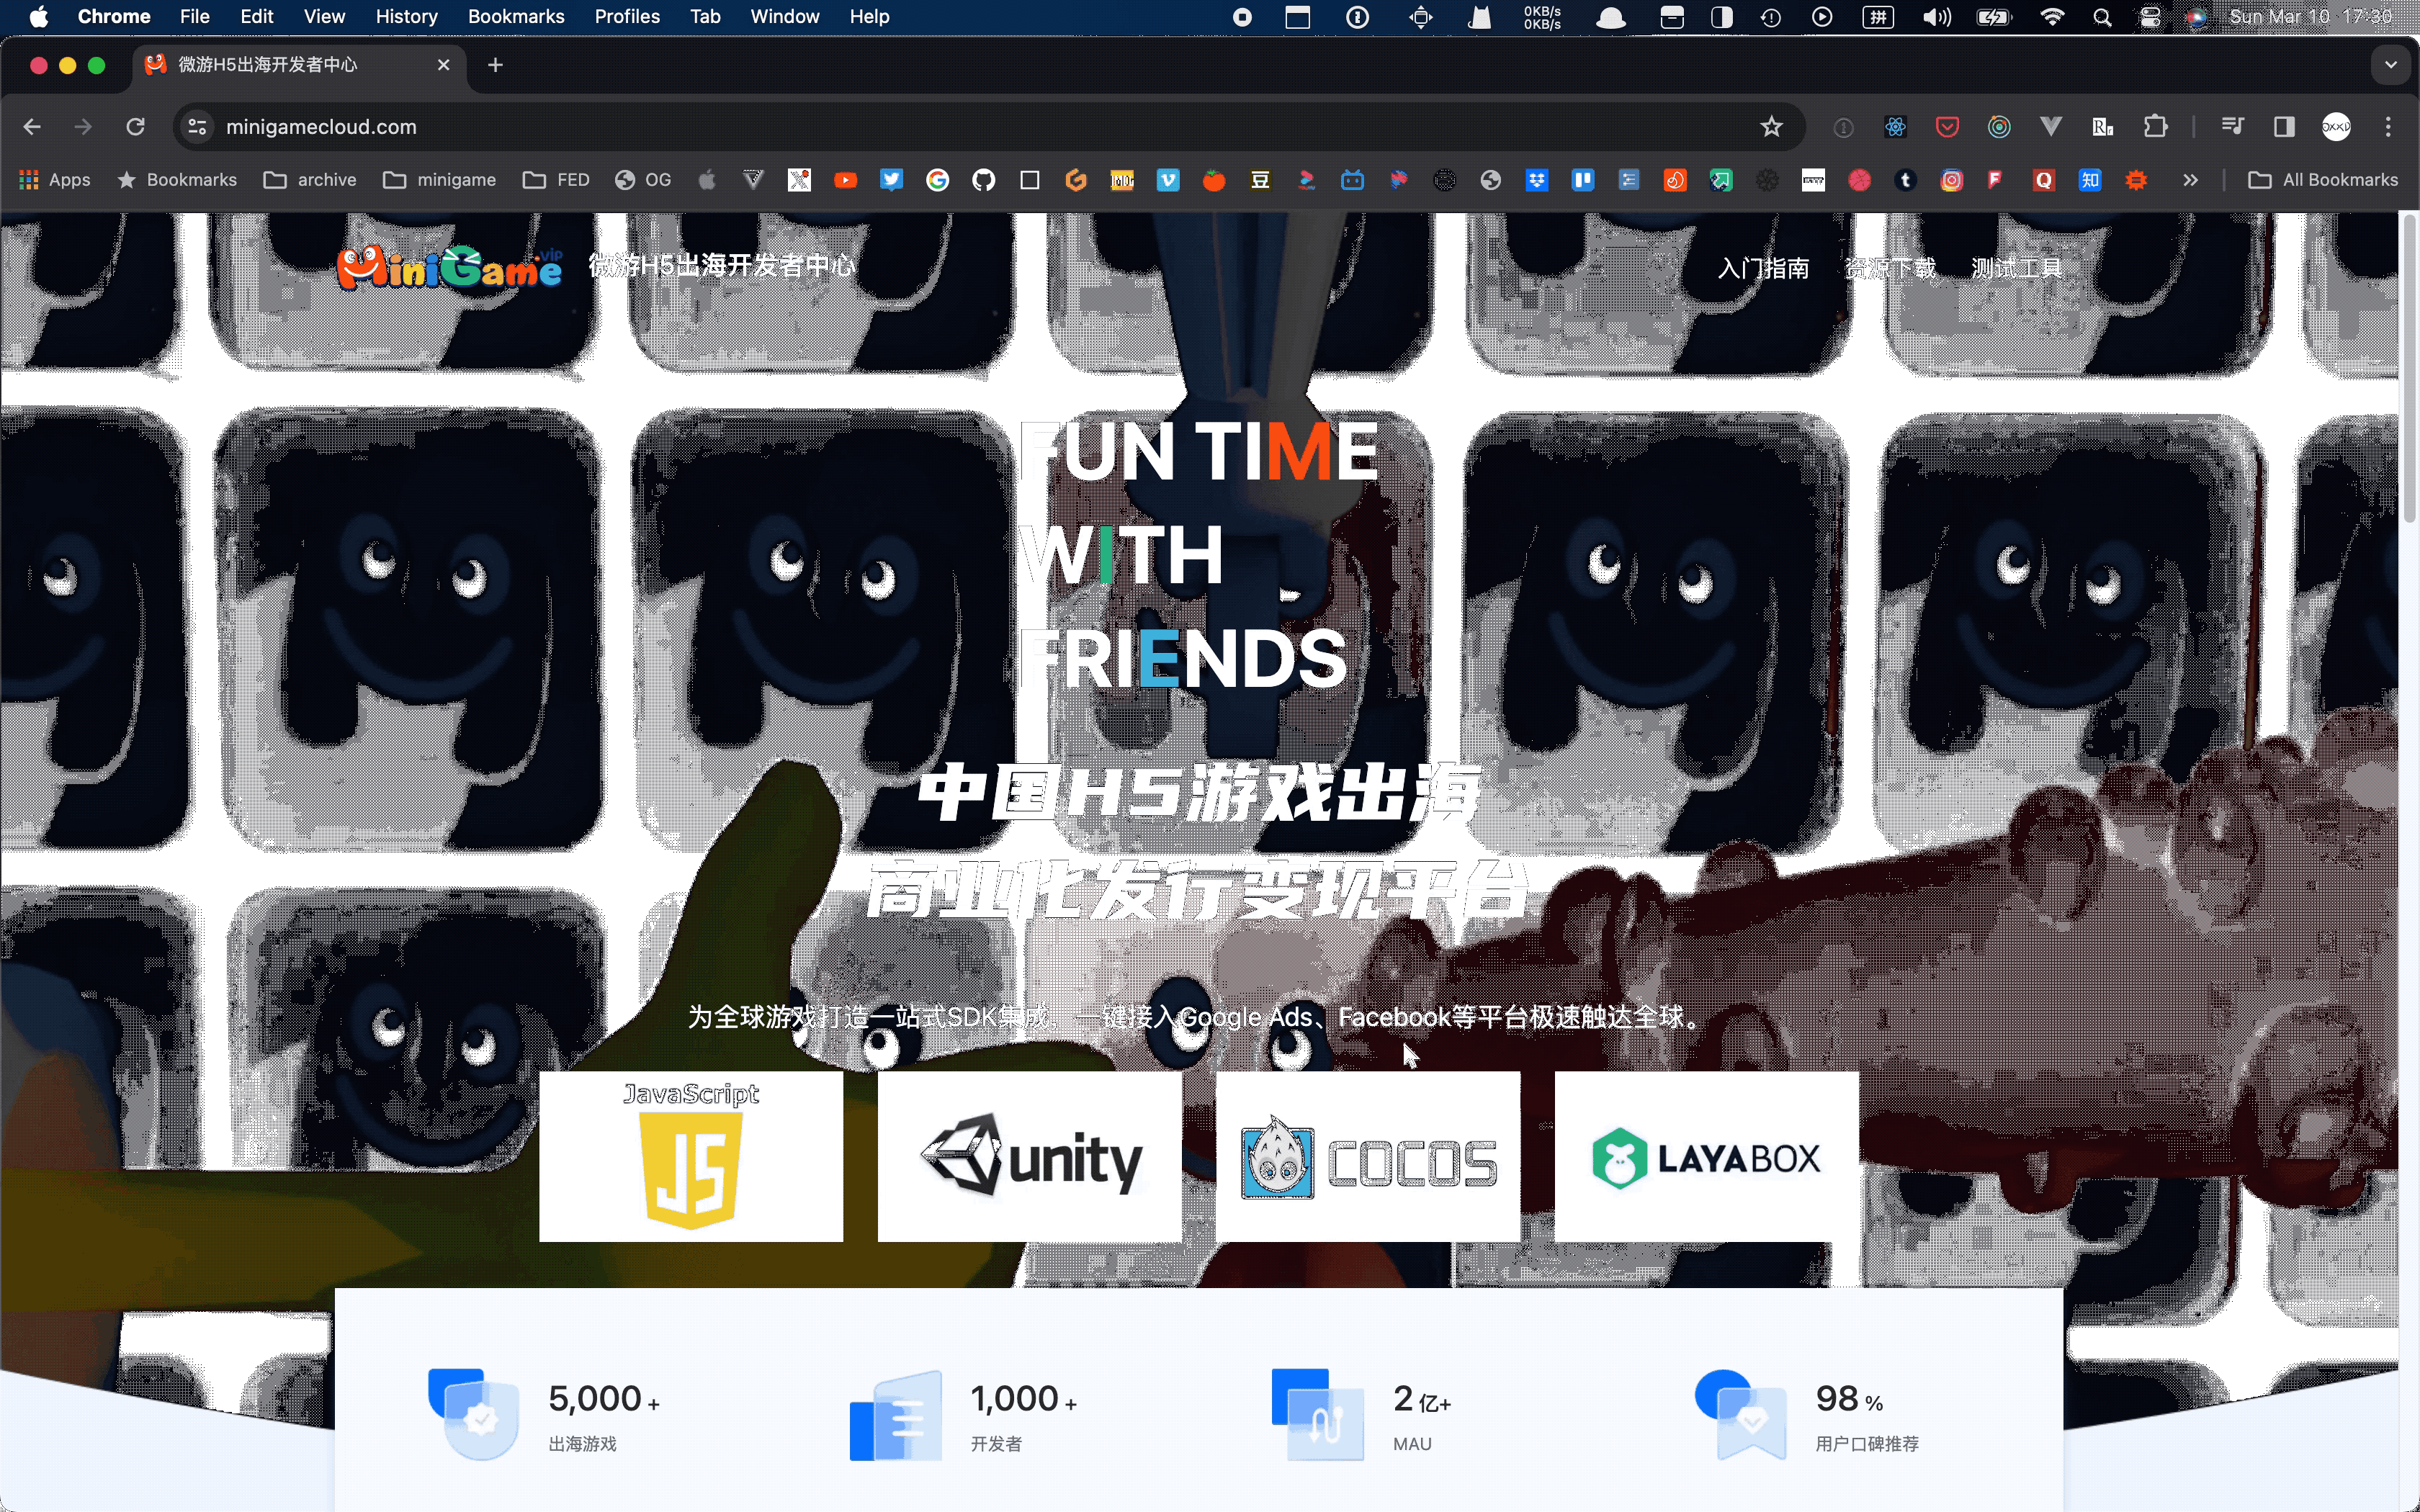 Chrome File Edit View History Bookmarks Profiles Tab Window Help 0KB/s 0KB/s 拼 Sun Mar 10 17:30
微游H5出海开发者中心
minigamecloud.com
Apps Bookmarks archive minigame FED OG All Bookmarks
MiniGame.vip 微游H5出海开发者中心 入门指南 资源下载 测试工具
FUN TIME
WITH
FRIENDS
中国H5游戏出海
商业化发行变现平台
为全球游戏打造一站式SDK集成，一键接入Google Ads、Facebook等平台极速触达全球。
JavaScript
JS
unity
COCOS
LAYABOX
5,000 + 1,000 + 2 亿+ 98 %
出海游戏 开发者 MAU 用户口碑推荐